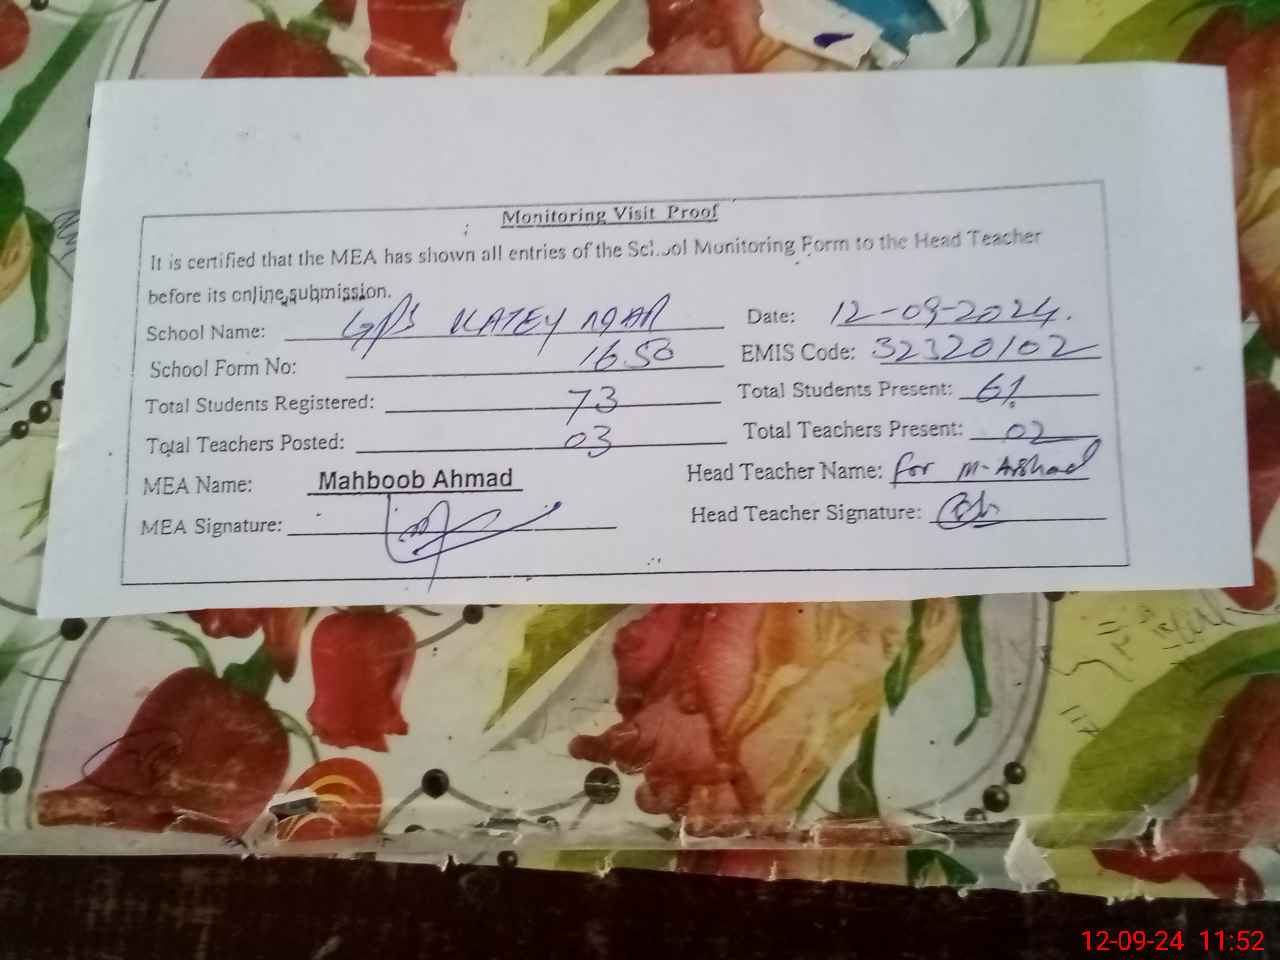 Monitoring Visit Proof
It is certified that the MEA has shown all entries of the School Monitoring Form to the Head Teacher
before its online submission.
School Name: GPS KATEY Date: 12-09-2024.
School Form No: 1650 EMIS Code: 32320102
Total Students Registered: 73 Total Students Present: 61
Total Teachers Posted: 03 Total Teachers Present: 02
MEA Name: Mahboob Ahmad Head Teacher Name: for M-Arshad
MEA Signature: Head Teacher Signature:
12-09-24 11:52